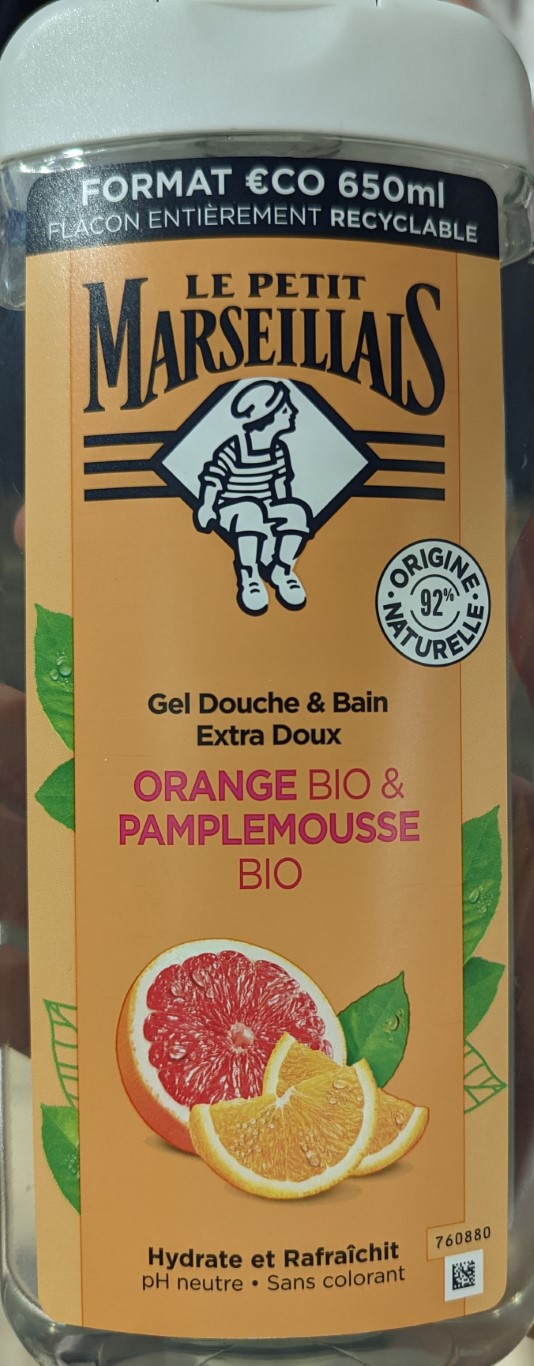 FORMAT €CO 650ml
FLACON ENTIÈREMENT RECYCLABLE
LE PETIT
MARSEILLAIS
ORIGINE
92%
NATURELLE
Gel Douche & Bain
Extra Doux
ORANGE BIO &
PAMPLEMOUSSE
BIO
760880
Hydrate et Rafraîchit
pH neutre • Sans colorant